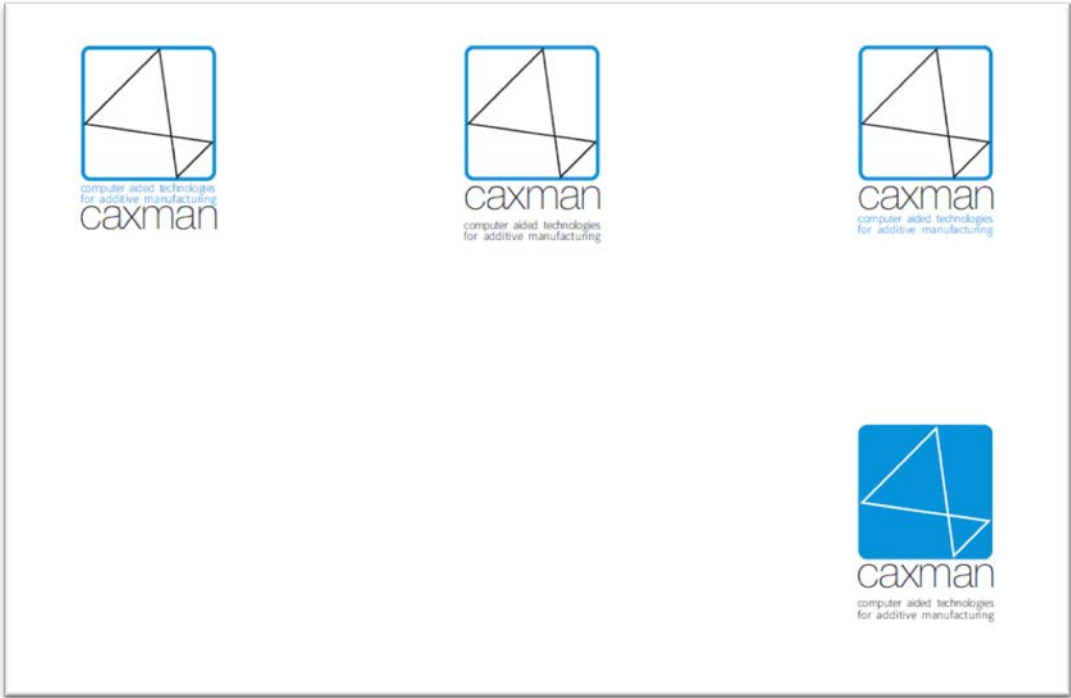 computer aided technologies
for additive manufacturing
caxman
caxman
computer aided technologies
for additive manufacturing
caxman
computer aided technologies
for additive manufacturing
caxman
computer aided technologies
for additive manufacturing